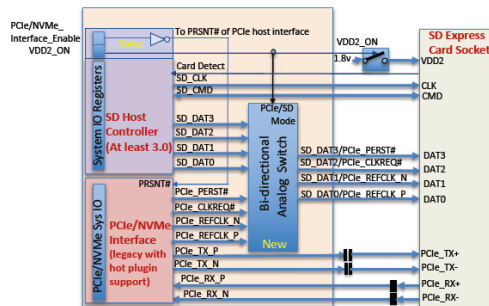 PCIe/NVMe_
Interface_Enable
VDD2_ON
New
To PRSNT# of PCIe host interface
SD Express
Card Socket
VDD2_ON
1.8v
VDD2
Card Detect
SD_CLK
CLK
SD_CMD
CMD
System IO Registers
SD Host
Controller
(At least 3.0)
PCIe/SD
Mode
SD_DAT3
SD_DAT2
SD_DAT1
SD_DAT0
Bi-directional
Analog Switch
New
SD_DAT3/PCIe_PERST#
DAT3
SD_DAT2/PCIe_CLKREQ#
DAT2
SD_DAT1/PCIe_REFCLK_N
DAT1
SD_DAT0/PCIe_REFCLK_P
DAT0
PRSNT#
PCIe_PERST#
PCIe_CLKREQ#
PCIe_REFCLK_N
PCIe_REFCLK_P
PCIe/NVMe Sys IO
PCIe/NVMe
Interface
(legacy with
hot plugin
support)
PCIe_TX_P
PCIe_TX+
PCIe_TX_N
PCIe_TX-
PCIe_RX_P
PCIe_RX+
PCIe_RX_N
PCIe_RX-